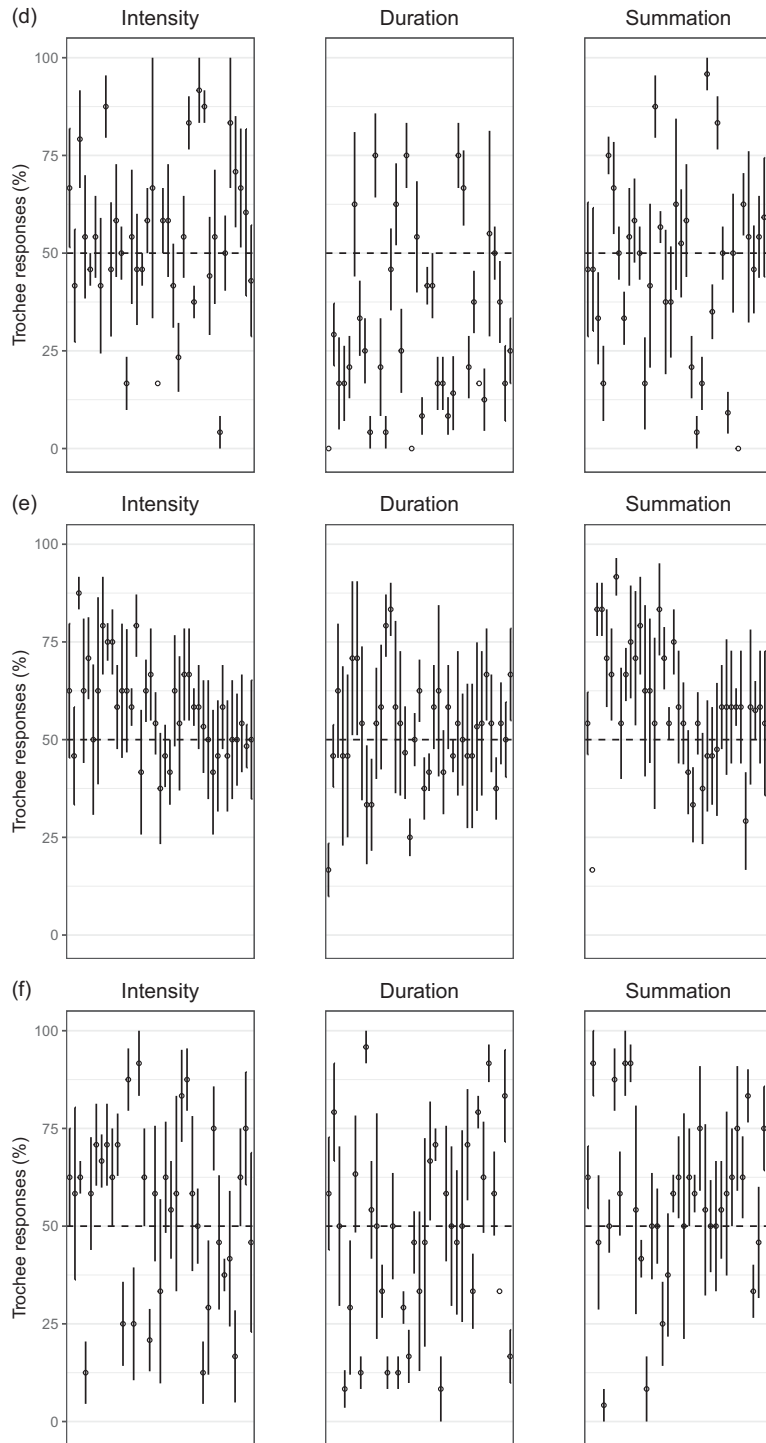 (d)
Intensity Duration Summation
100
75
50
25
0
Trochee responses (%)
(e)
Intensity Duration Summation
100
75
50
25
0
Trochee responses (%)
(f)
Intensity Duration Summation
100
75
50
25
0
Trochee responses (%)